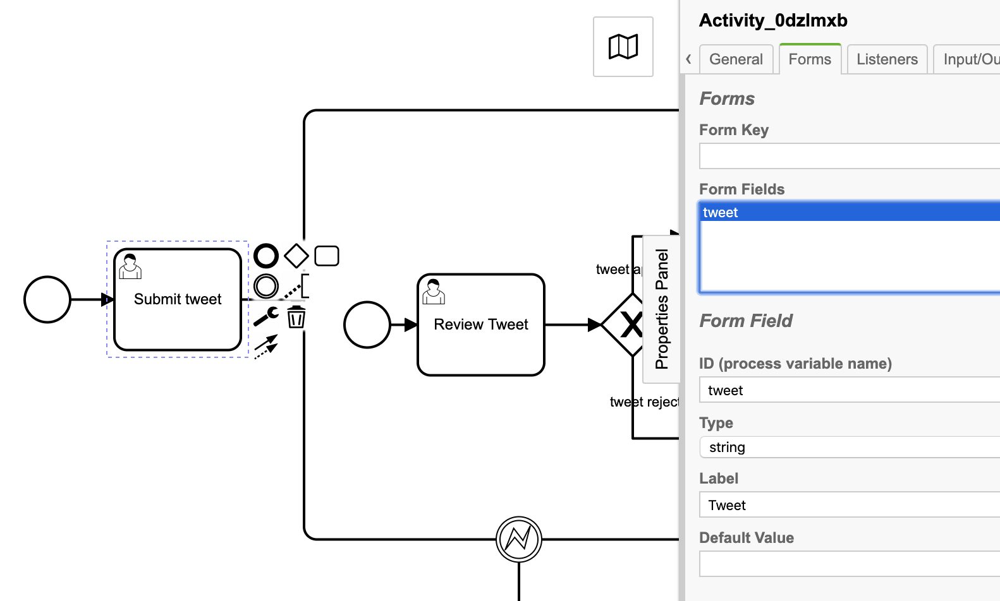 Activity_0dzlmxb
General
Forms
Listeners
Input/Ou
Forms
Form Key
Form Fields
tweet
Form Field
ID (process variable name)
tweet
Type
string
Label
Tweet
Default Value
Submit tweet
Review Tweet
tweet a
tweet reject
Properties Panel